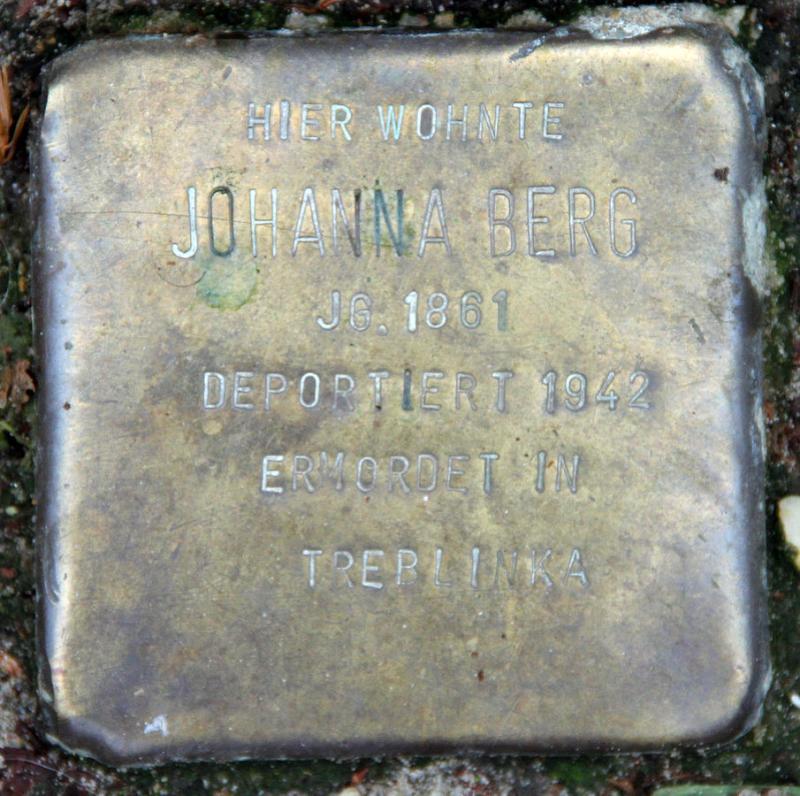 HIER WOHNTE
JOHANNA BERG
JG. 1861
DEPORTIERT 1942
ERMORDET IN
TREBLINKA